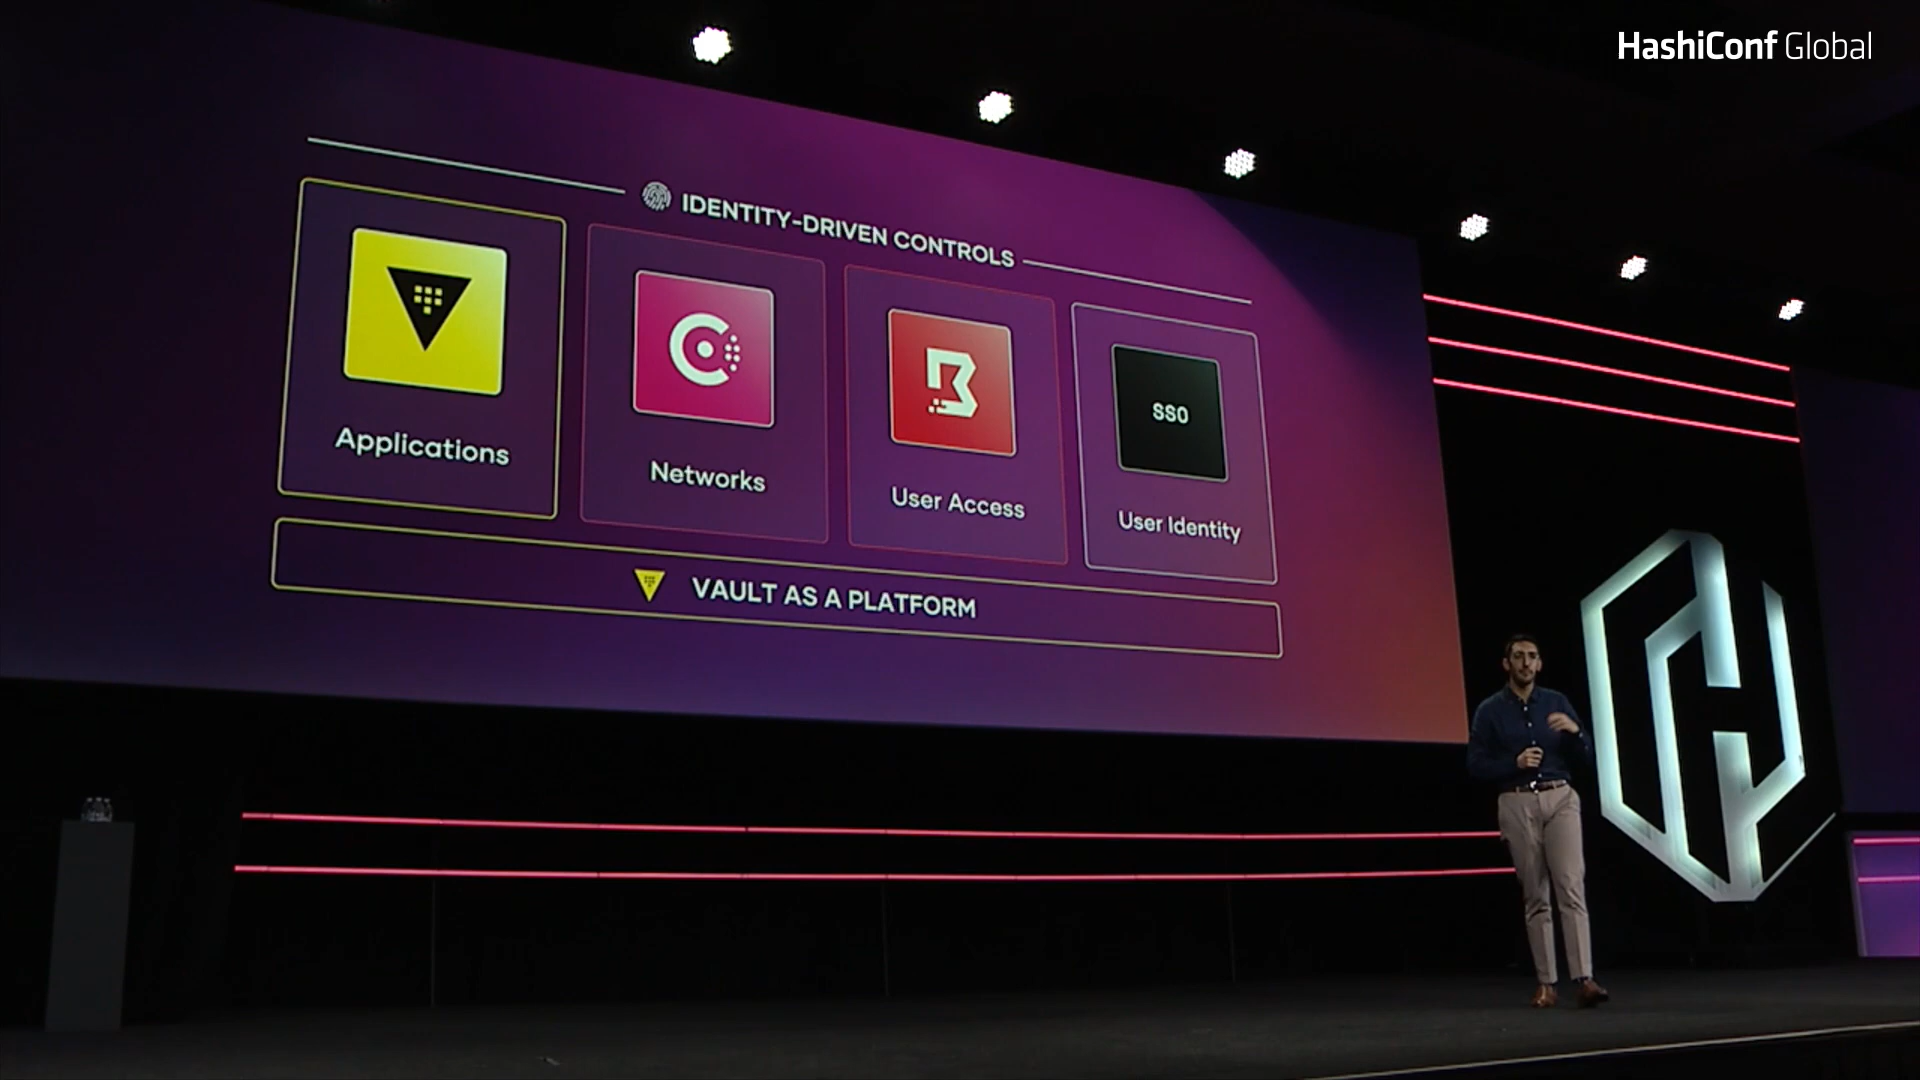 HashiConf Global
IDENTITY-DRIVEN CONTROLS
SSO
Applications
Networks
User Access
User Identity
VAULT AS A PLATFORM